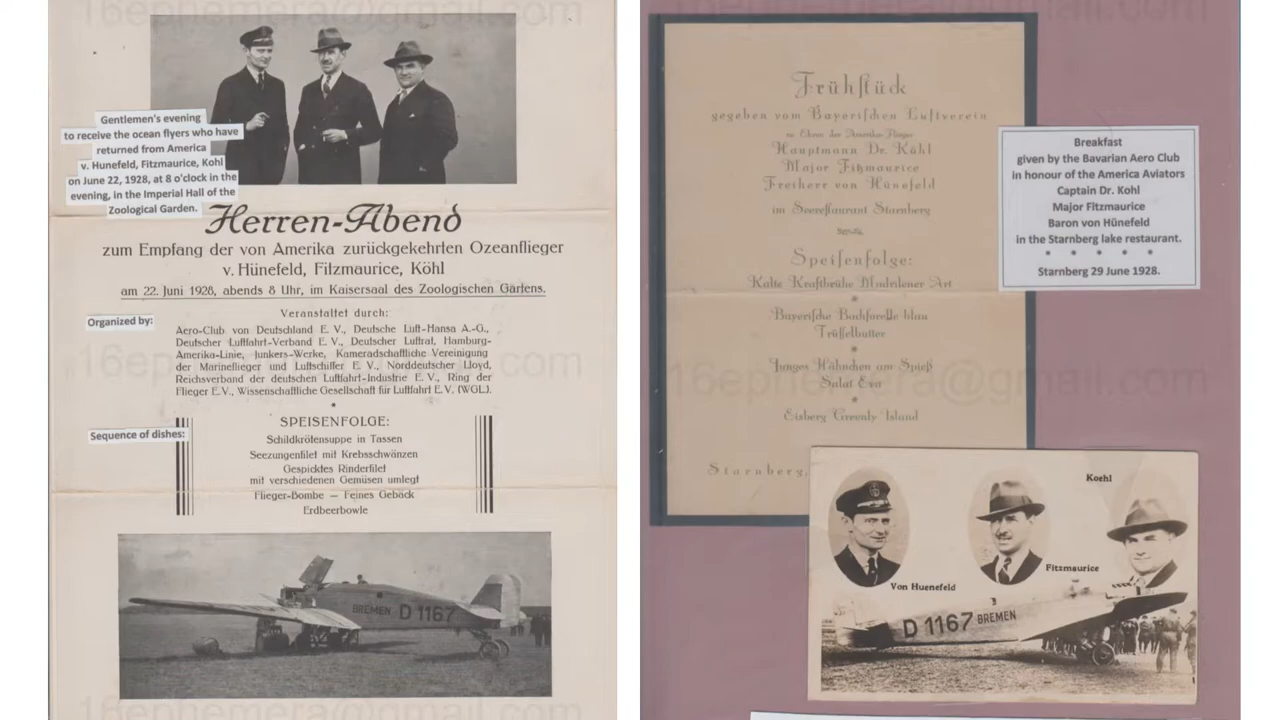 Gentlemen's evening
to receive the ocean flyers who have
returned from America
v. Hunefeld, Fitzmaurice, Kohl
on June 22, 1928, at 8 o'clock in the
evening, in the Imperial Hall of the
Zoological Garden.
Herren-Abend
zum Empfang der von Amerika zurückgekehrten Ozeanflieger
v. Hünefeld, Fitzmaurice, Köhl
am 22. Juni 1928, abends 8 Uhr, im Kaisersaal des Zoologischen Gartens.
Organized by:
Veranstaltet durch:
Aero-Club von Deutschland E. V., Deutsche Luft-Hansa A.-G.,
Deutscher Luftfahrt-Verband E. V., Deutscher Luftrat, Hamburg-
Amerika-Linie, Junkers-Werke, Kameradschaftliche Vereinigung
der Marineflieger und Luftschiffer E. V., Norddeutscher Lloyd,
Reichsverband der deutschen Luftfahrt-Industrie E. V., Ring der
Flieger E.V., Wissenschaftliche Gesellschaft für Luftfahrt E.V. (WGL).
Sequence of dishes:
SPEISENFOLGE:
Schildkrötensuppe in Tassen
Seezungenfilet mit Krebsschwänzen
Gespicktes Rinderfilet
mit verschiedenen Gemüsen umlegt
Flieger-Bombe — Feines Gebäck
Erdbeerbowle
BREMEN D 1167
16ephemera@gmail.com
Frühstück
gegeben vom Bayerischen Luftverein
zu Ehren der Amerika-Flieger
Hauptmann Dr. Köhl
Major Fitzmaurice
Freiherr von Hünefeld
im Seerestaurant Starnberg
Speisenfolge:
Kalte Kraftbrühe Madrilener Art
Bayerische Bachforelle blau
Trüffelbutter
Junges Hähnchen am Spieß
Salat Eva
Eisberg Greenly Island
Starnberg,
Breakfast
given by the Bavarian Aero Club
in honour of the America Aviators
Captain Dr. Kohl
Major Fitzmaurice
Baron von Hünefeld
in the Starnberg lake restaurant.
* * * * *
Starnberg 29 June 1928.
Koehl
Fitzmaurice
Von Huenefeld
D 1167 BREMEN